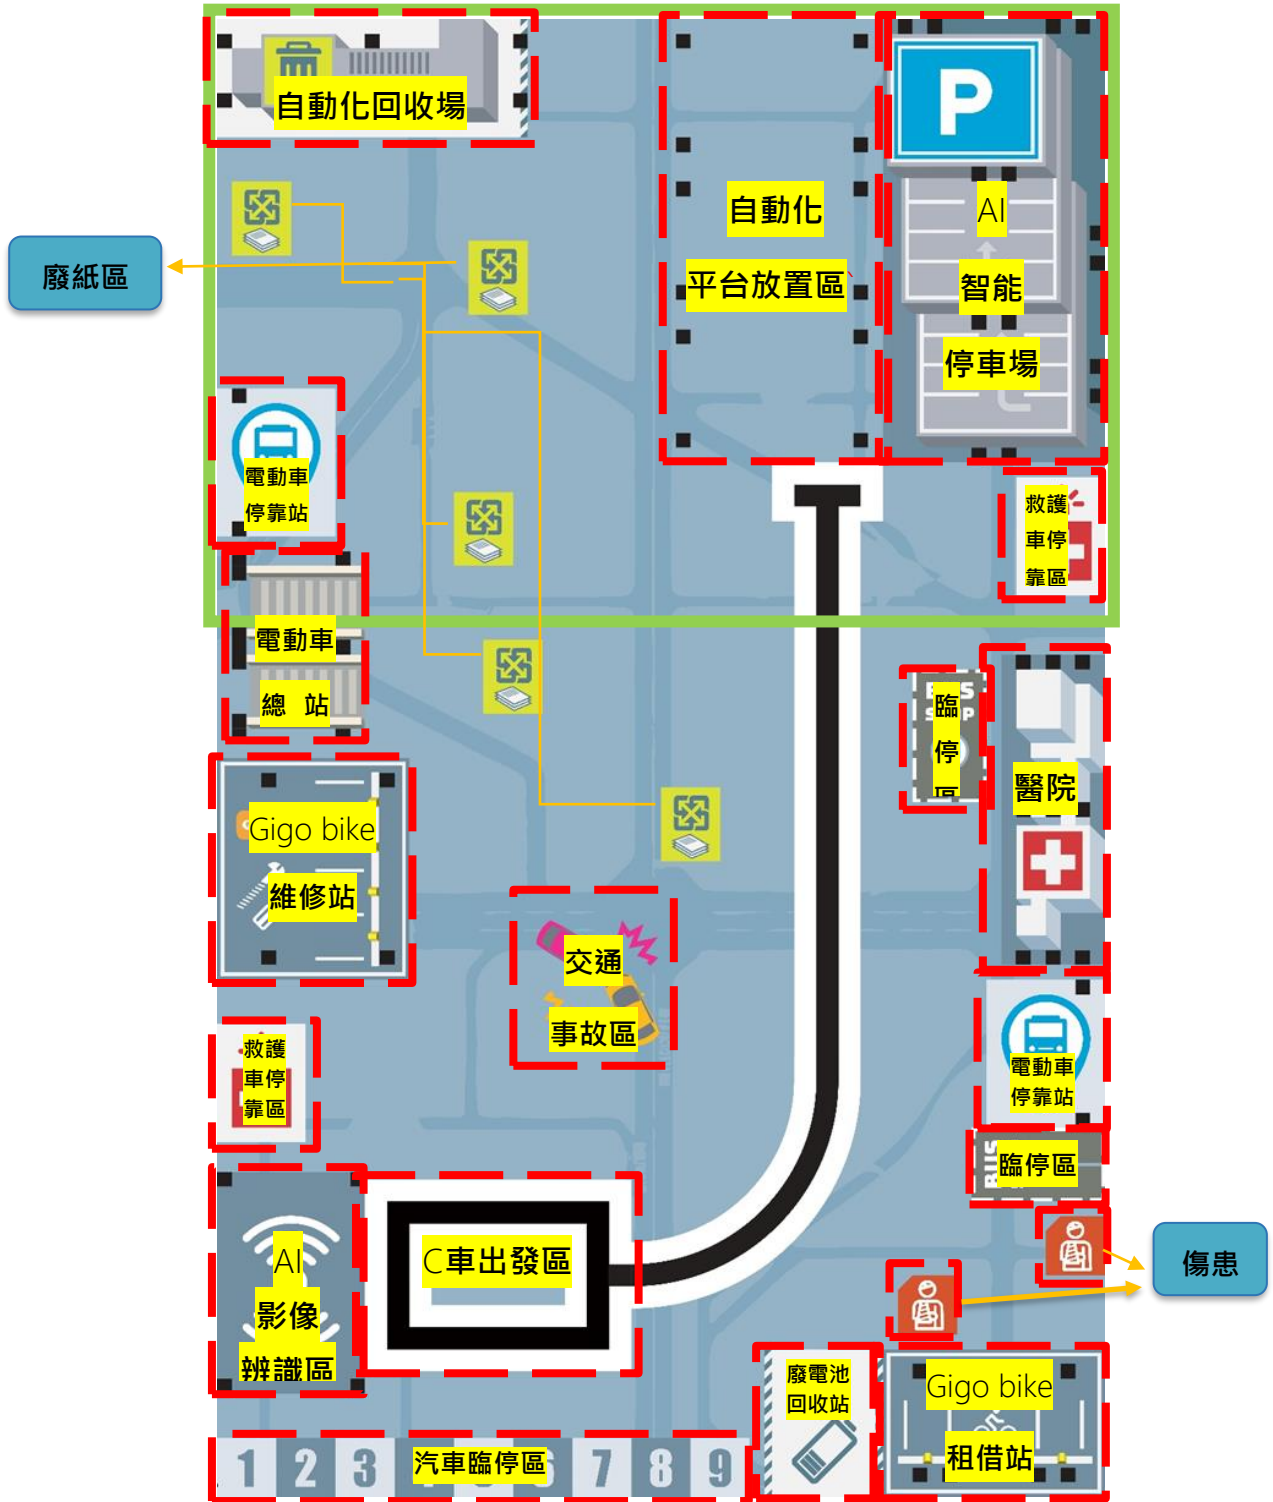 自動化回收場
P
自動化
平台放置區
AI
智能
停車場
廢紙區
電動車
停靠站
救護
車停
靠區
電動車
總 站
臨
停
區
醫院
Gigo bike
維修站
交通
事故區
救護
車停
靠區
電動車
停靠站
臨停區
傷患
AI
影像
辨識區
C車出發區
廢電池
回收站
Gigo bike
租借站
1 2 3 汽車臨停區 7 8 9